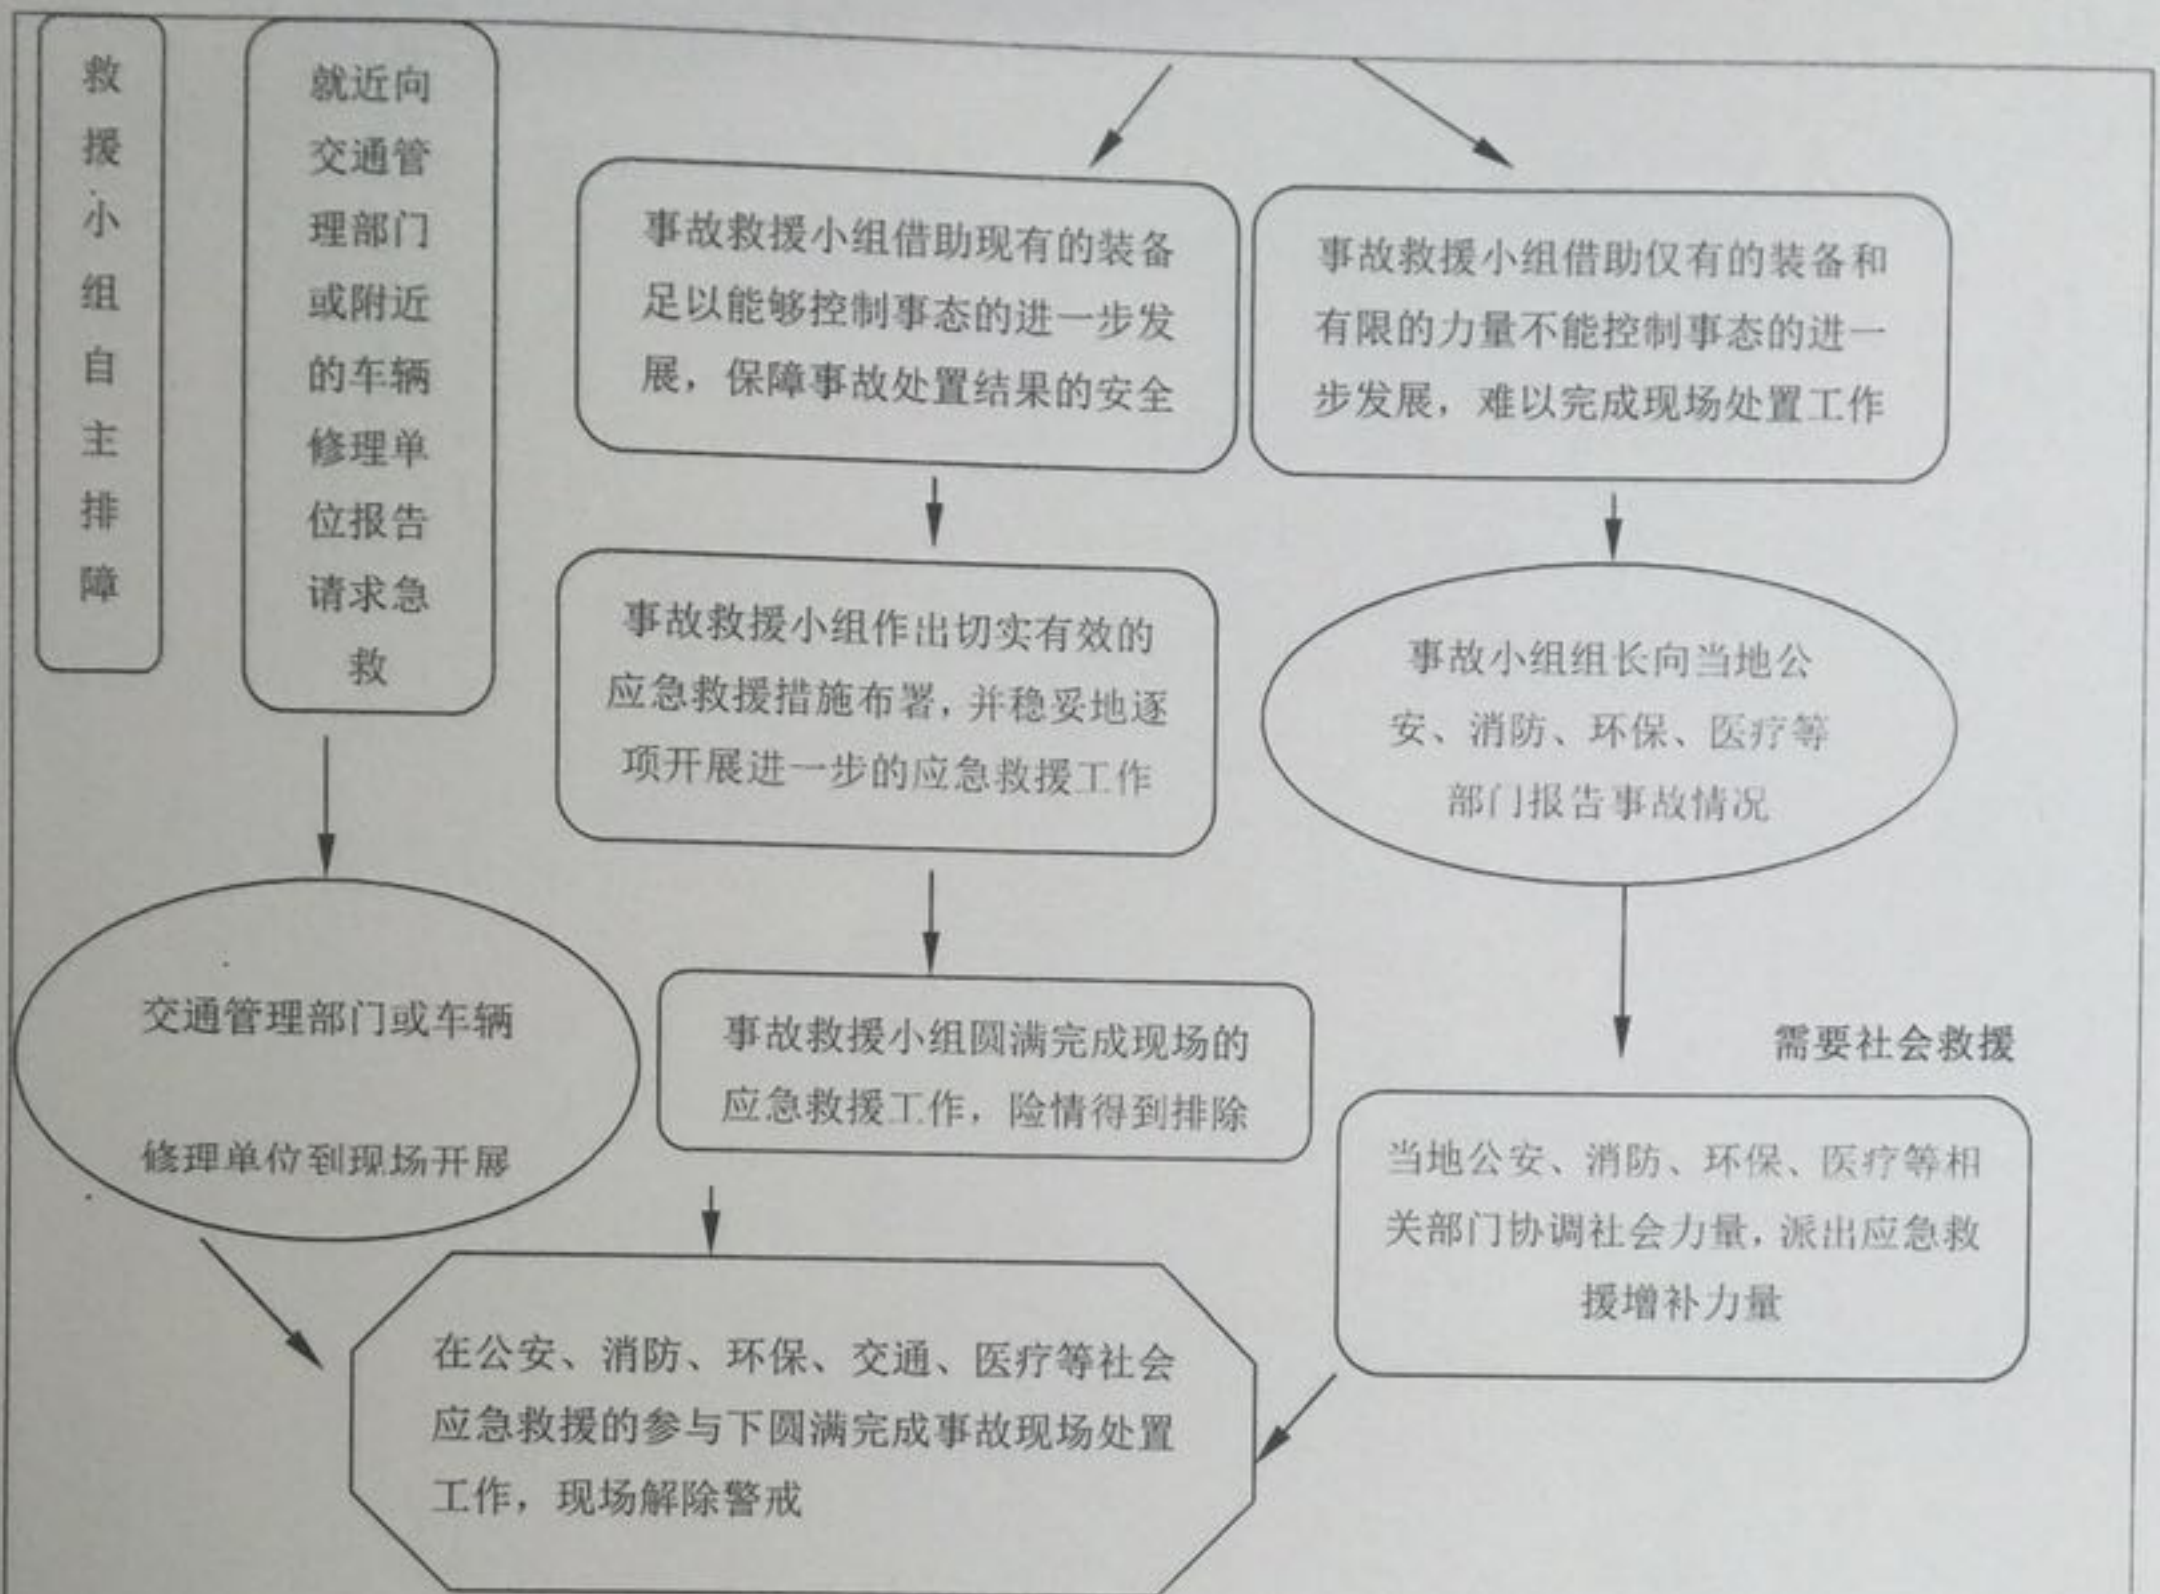 救
援
小
组
自
主
排
障
就近向
交通管
理部门
或附近
的车辆
修理单
位报告
请求急
救
事故救援小组借助现有的装备
足以能够控制事态的进一步发
展，保障事故处置结果的安全
事故救援小组借助仅有的装备和
有限的力量不能控制事态的进一
步发展，难以完成现场处置工作
事故救援小组作出切实有效的
应急救援措施布署，并稳妥地逐
项开展进一步的应急救援工作
事故小组组长向当地公
安、消防、环保、医疗等
部门报告事故情况
交通管理部门或车辆
修理单位到现场开展
事故救援小组圆满完成现场的
应急救援工作，险情得到排除
需要社会救援
当地公安、消防、环保、医疗等相
关部门协调社会力量，派出应急救
援增补力量
在公安、消防、环保、交通、医疗等社会
应急救援的参与下圆满完成事故现场处置
工作，现场解除警戒